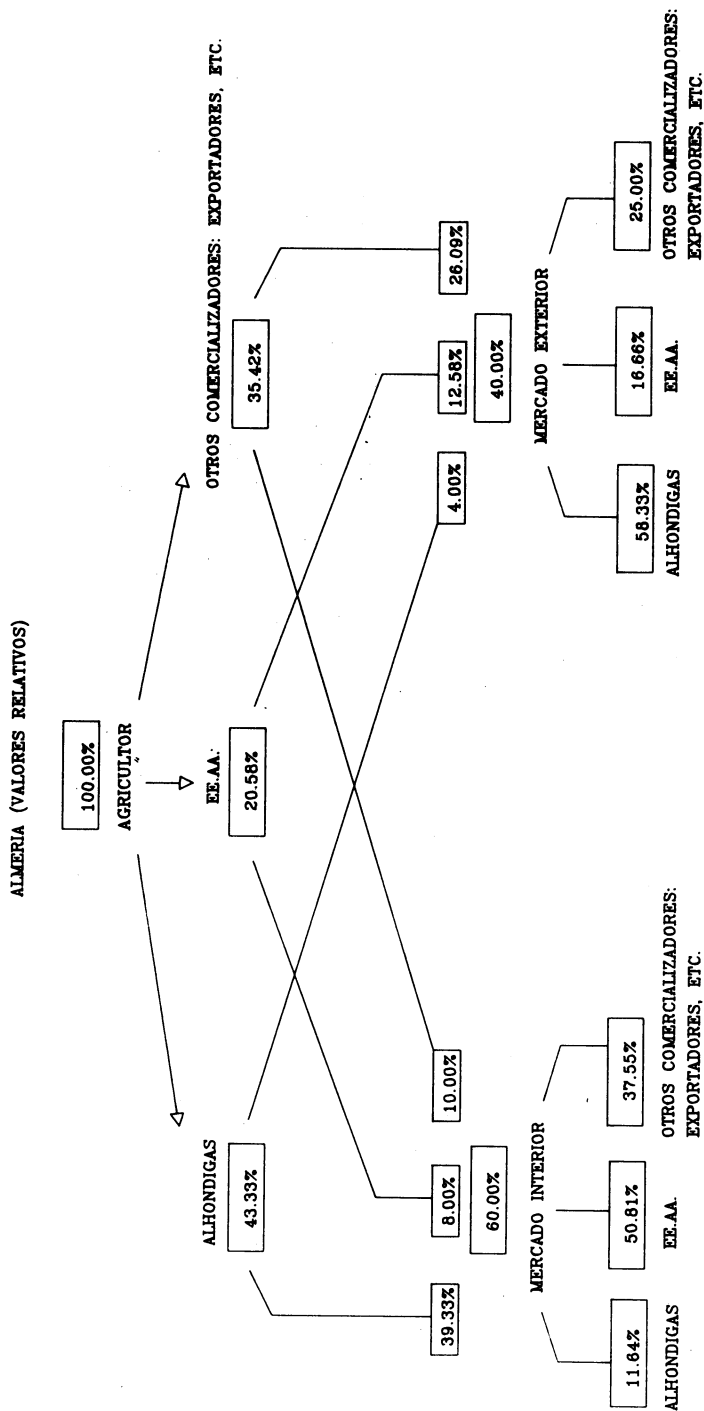 ALMERIA (VALORES RELATIVOS)
100.00%
AGRICULTOR
ALHONDIGAS
43.33%
EE.AA.
20.58%
OTROS COMERCIALIZADORES: EXPORTADORES, ETC.
35.42%
39.33%
8.00%
10.00%
60.00%
MERCADO INTERIOR
4.00%
12.58%
26.09%
40.00%
MERCADO EXTERIOR
11.64%
ALHONDIGAS
50.81%
EE.AA.
37.55%
OTROS COMERCIALIZADORES:
EXPORTADORES, ETC.
58.33%
ALHONDIGAS
16.66%
EE.AA.
25.00%
OTROS COMERCIALIZADORES:
EXPORTADORES, ETC.